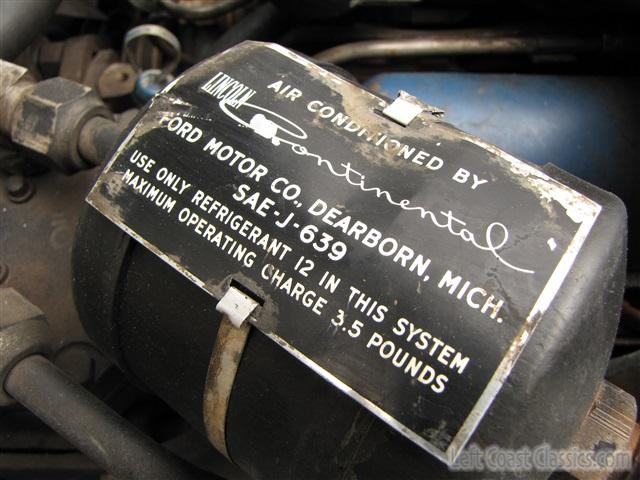 AIR CONDITIONED BY
LINCOLN Continental
FORD MOTOR CO., DEARBORN, MICH.
SAE-J-639
USE ONLY REFRIGERANT 12 IN THIS SYSTEM
MAXIMUM OPERATING CHARGE 3.5 POUNDS
Left Coast Classics.com